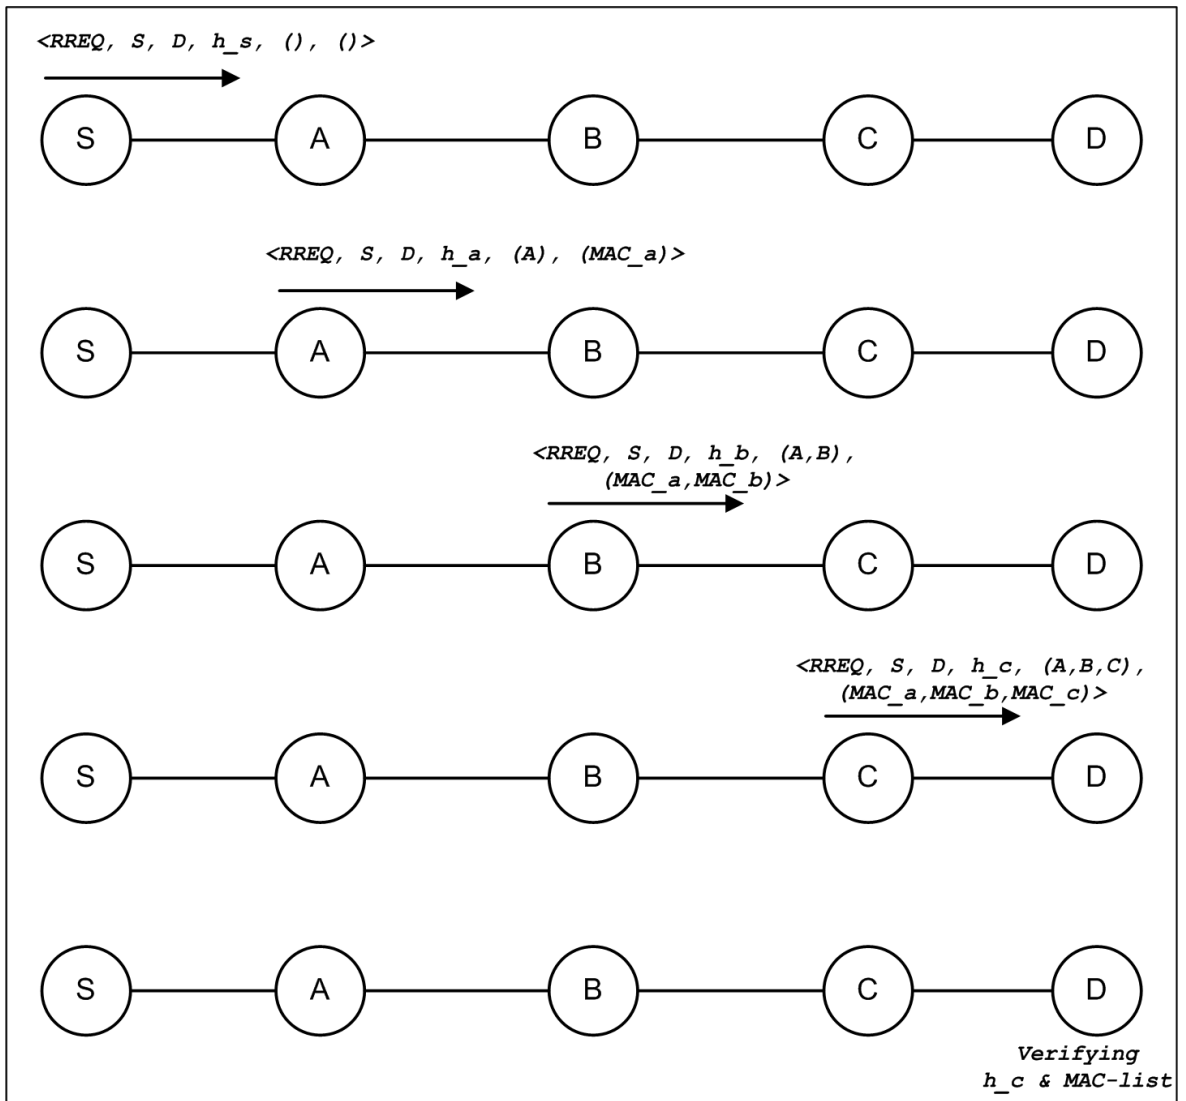 <RREQ, S, D, h_s, (), ()>
S A B C D
<RREQ, S, D, h_a, (A), (MAC_a)>
S A B C D
<RREQ, S, D, h_b, (A,B),
(MAC_a,MAC_b)>
S A B C D
<RREQ, S, D, h_c, (A,B,C),
(MAC_a,MAC_b,MAC_c)>
S A B C D
S A B C D
Verifying
h_c & MAC-list